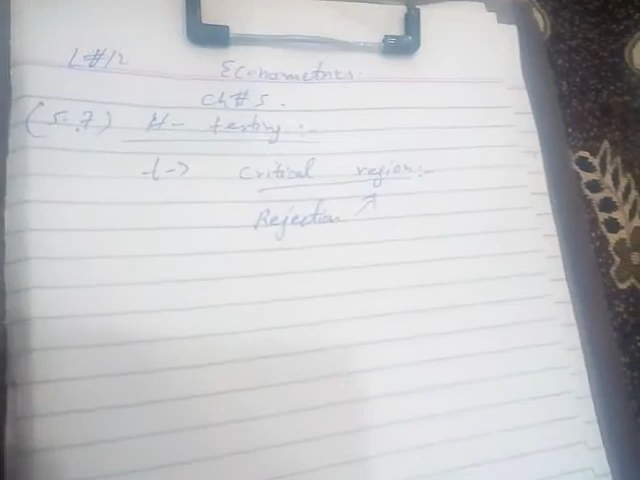 L#12
Econometrics.
Ch#5.
(5.7) H- testing:-
-(-> Critical region:-
Rejection ↗